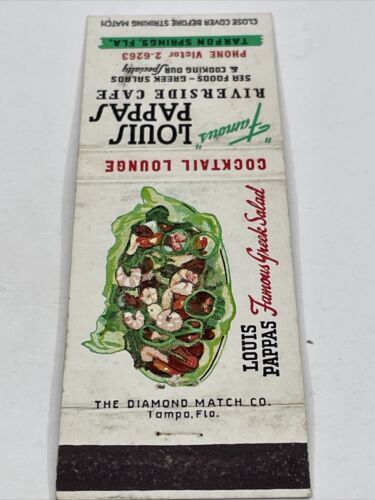 CLOSE COVER BEFORE STRIKING MATCH
TARPON SPRINGS, FLA.
PHONE VIctor 2-6263
& COOKING OUR Specialty
SEA FOODS - GREEK SALADS
RIVERSIDE CAFE
"Famous" LOUIS
PAPPAS
COCKTAIL LOUNGE
LOUIS
PAPPAS Famous Greek Salad
THE DIAMOND MATCH CO.
Tampa, Fla.